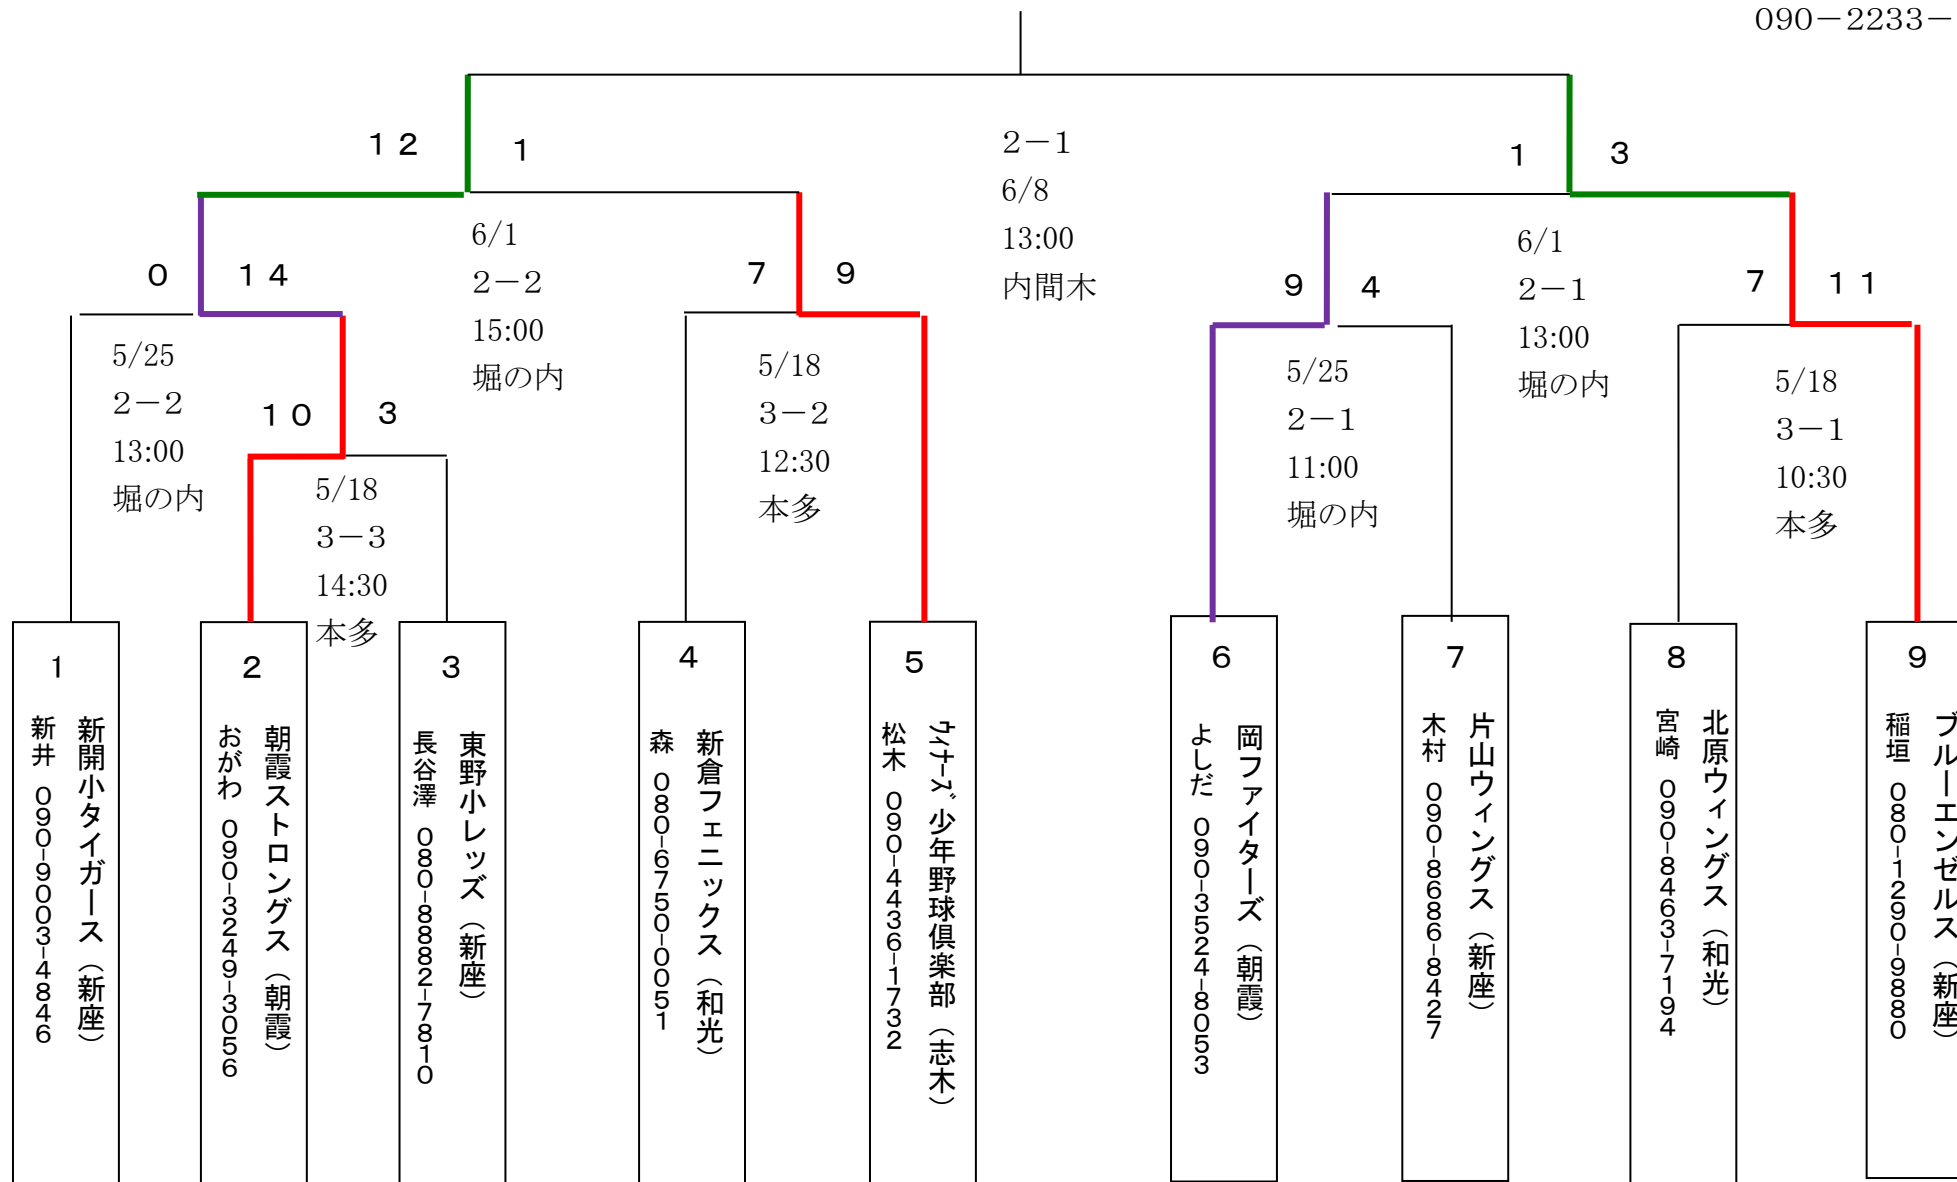 090－2233－
１２
１
２－１
6/8
13:00
内間木
１
３
０
１４
6/1
２－２
15:00
堀の内
７
９
９
４
6/1
２－１
13:00
堀の内
７
１１
5/25
２－２
13:00
堀の内
１０
３
5/18
３－２
12:30
本多
5/25
２－１
11:00
堀の内
5/18
３－１
10:30
本多
5/18
３－３
14:30
本多
１
新開小タイガース（新座）
新井 090-9003-4846
２
朝霞ストロングス（朝霞）
おがわ 090-3249-3056
３
東野小レッズ（新座）
長谷澤 080-8882-7810
４
新倉フェニックス（和光）
森 080-6750-0051
５
ウィナーズ少年野球倶楽部（志木）
松木 090-4436-1732
６
岡ファイターズ（朝霞）
よしだ 090-3524-8053
７
片山ウィングス（新座）
木村 090-8686-8427
８
北原ウィングス（和光）
宮崎 090-8463-7194
９
ブルーエンゼルス（新座）
稲垣 080-1290-9880